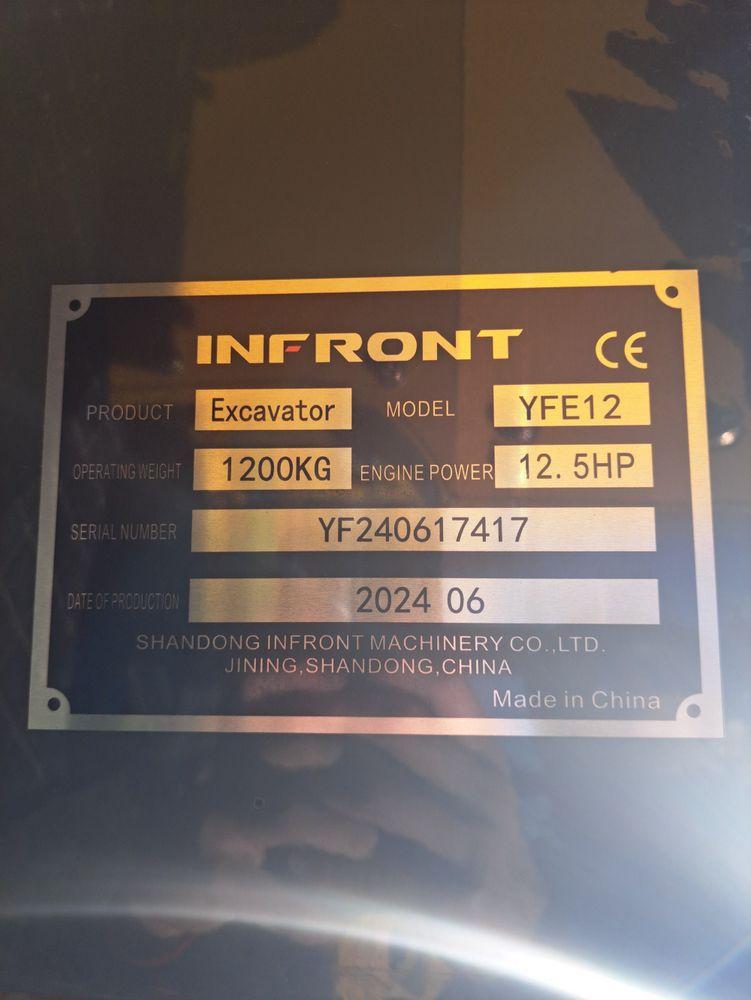 INFRONT CE
PRODUCT Excavator MODEL YFE12
OPERATING WEIGHT 1200KG ENGINE POWER 12.5HP
SERIAL NUMBER YF240617417
DATE OF PRODUCTION 2024 06
SHANDONG INFRONT MACHINERY CO.,LTD.
JINING,SHANDONG,CHINA
Made in China